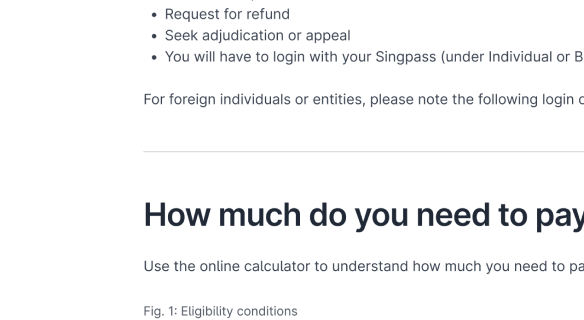 • Request for refund
• Seek adjudication or appeal
• You will have to login with your Singpass (under Individual or B
For foreign individuals or entities, please note the following login
How much do you need to pay
Use the online calculator to understand how much you need to pa
Fig. 1: Eligibility conditions